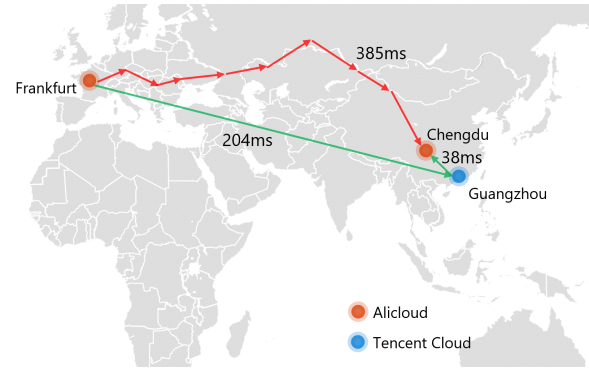 385ms
Frankfurt
Chengdu
204ms
38ms
Guangzhou
Alicloud
Tencent Cloud